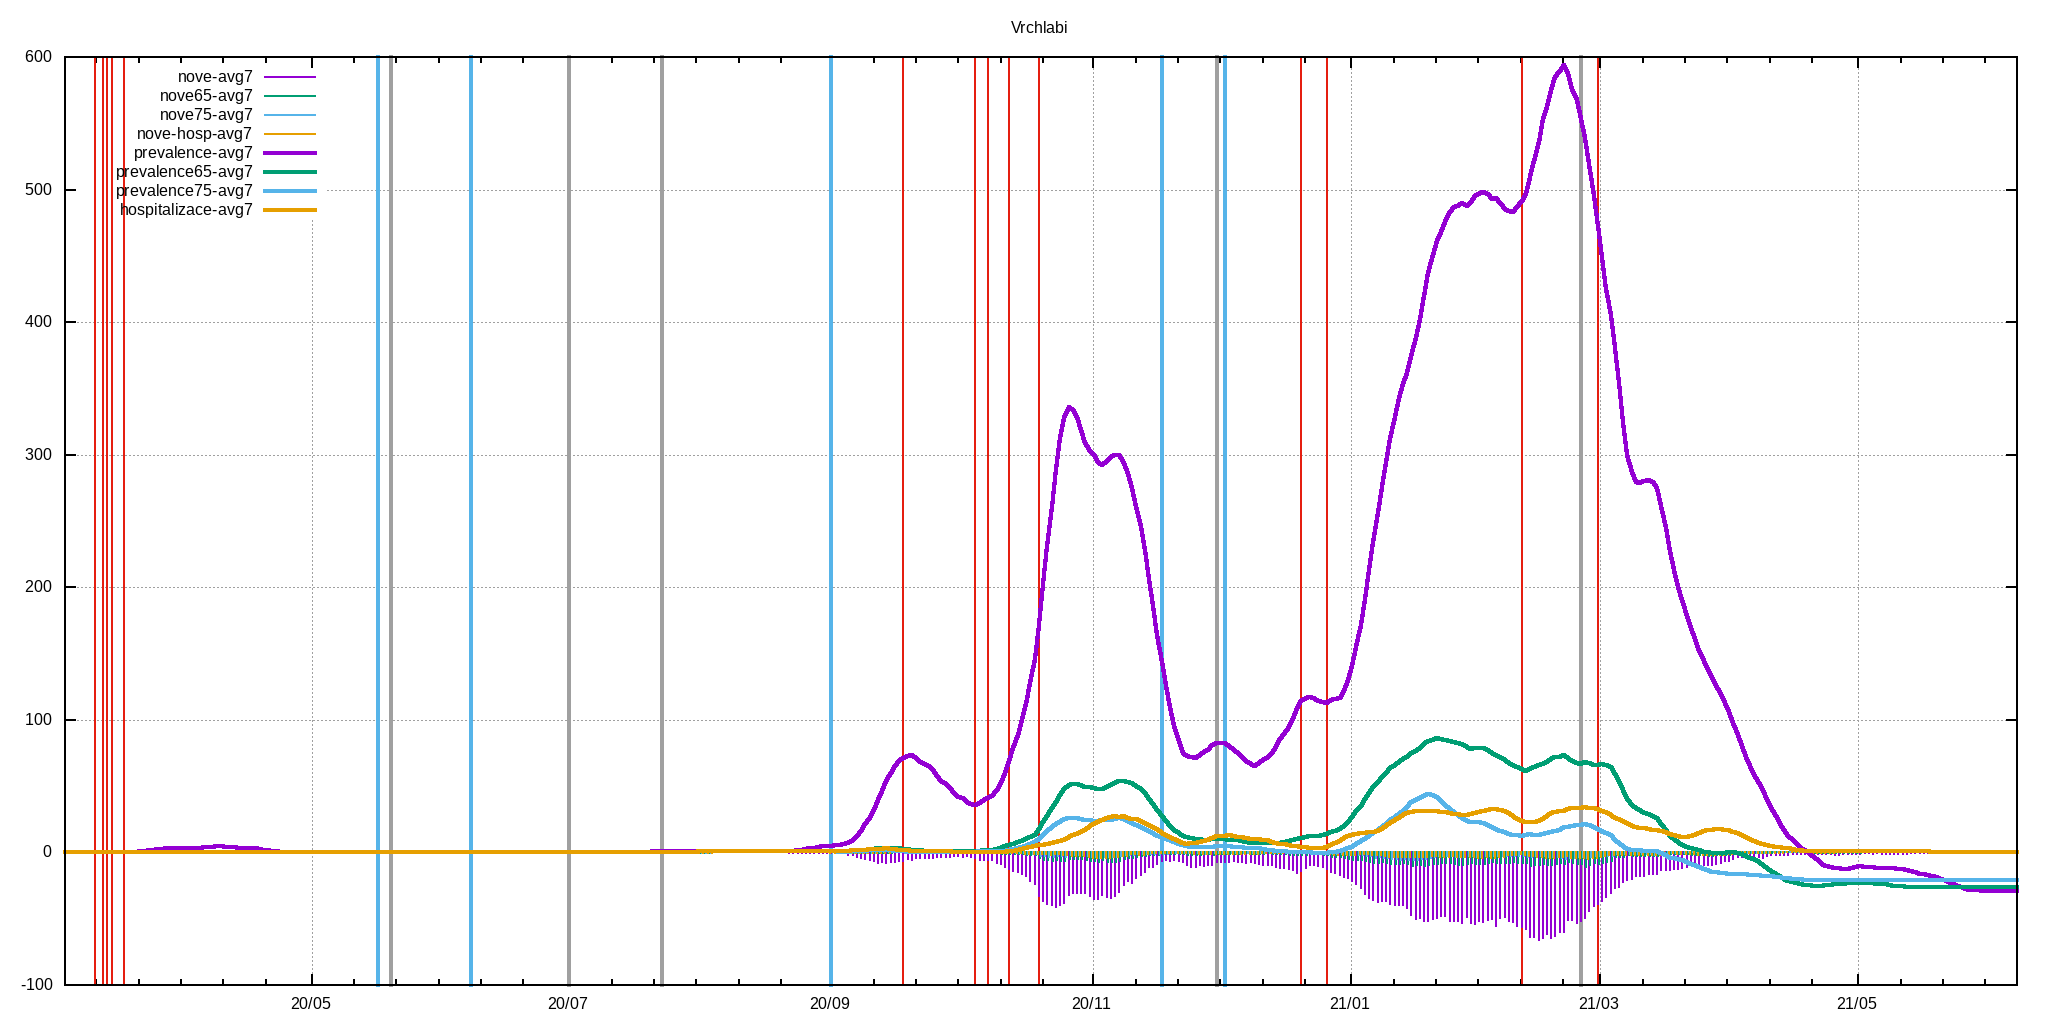 Vrchlabi
600
500
400
300
200
100
0
-100
nove-avg7
nove65-avg7
nove75-avg7
nove-hosp-avg7
prevalence-avg7
prevalence65-avg7
prevalence75-avg7
hospitalizace-avg7
20/05
20/07
20/09
20/11
21/01
21/03
21/05